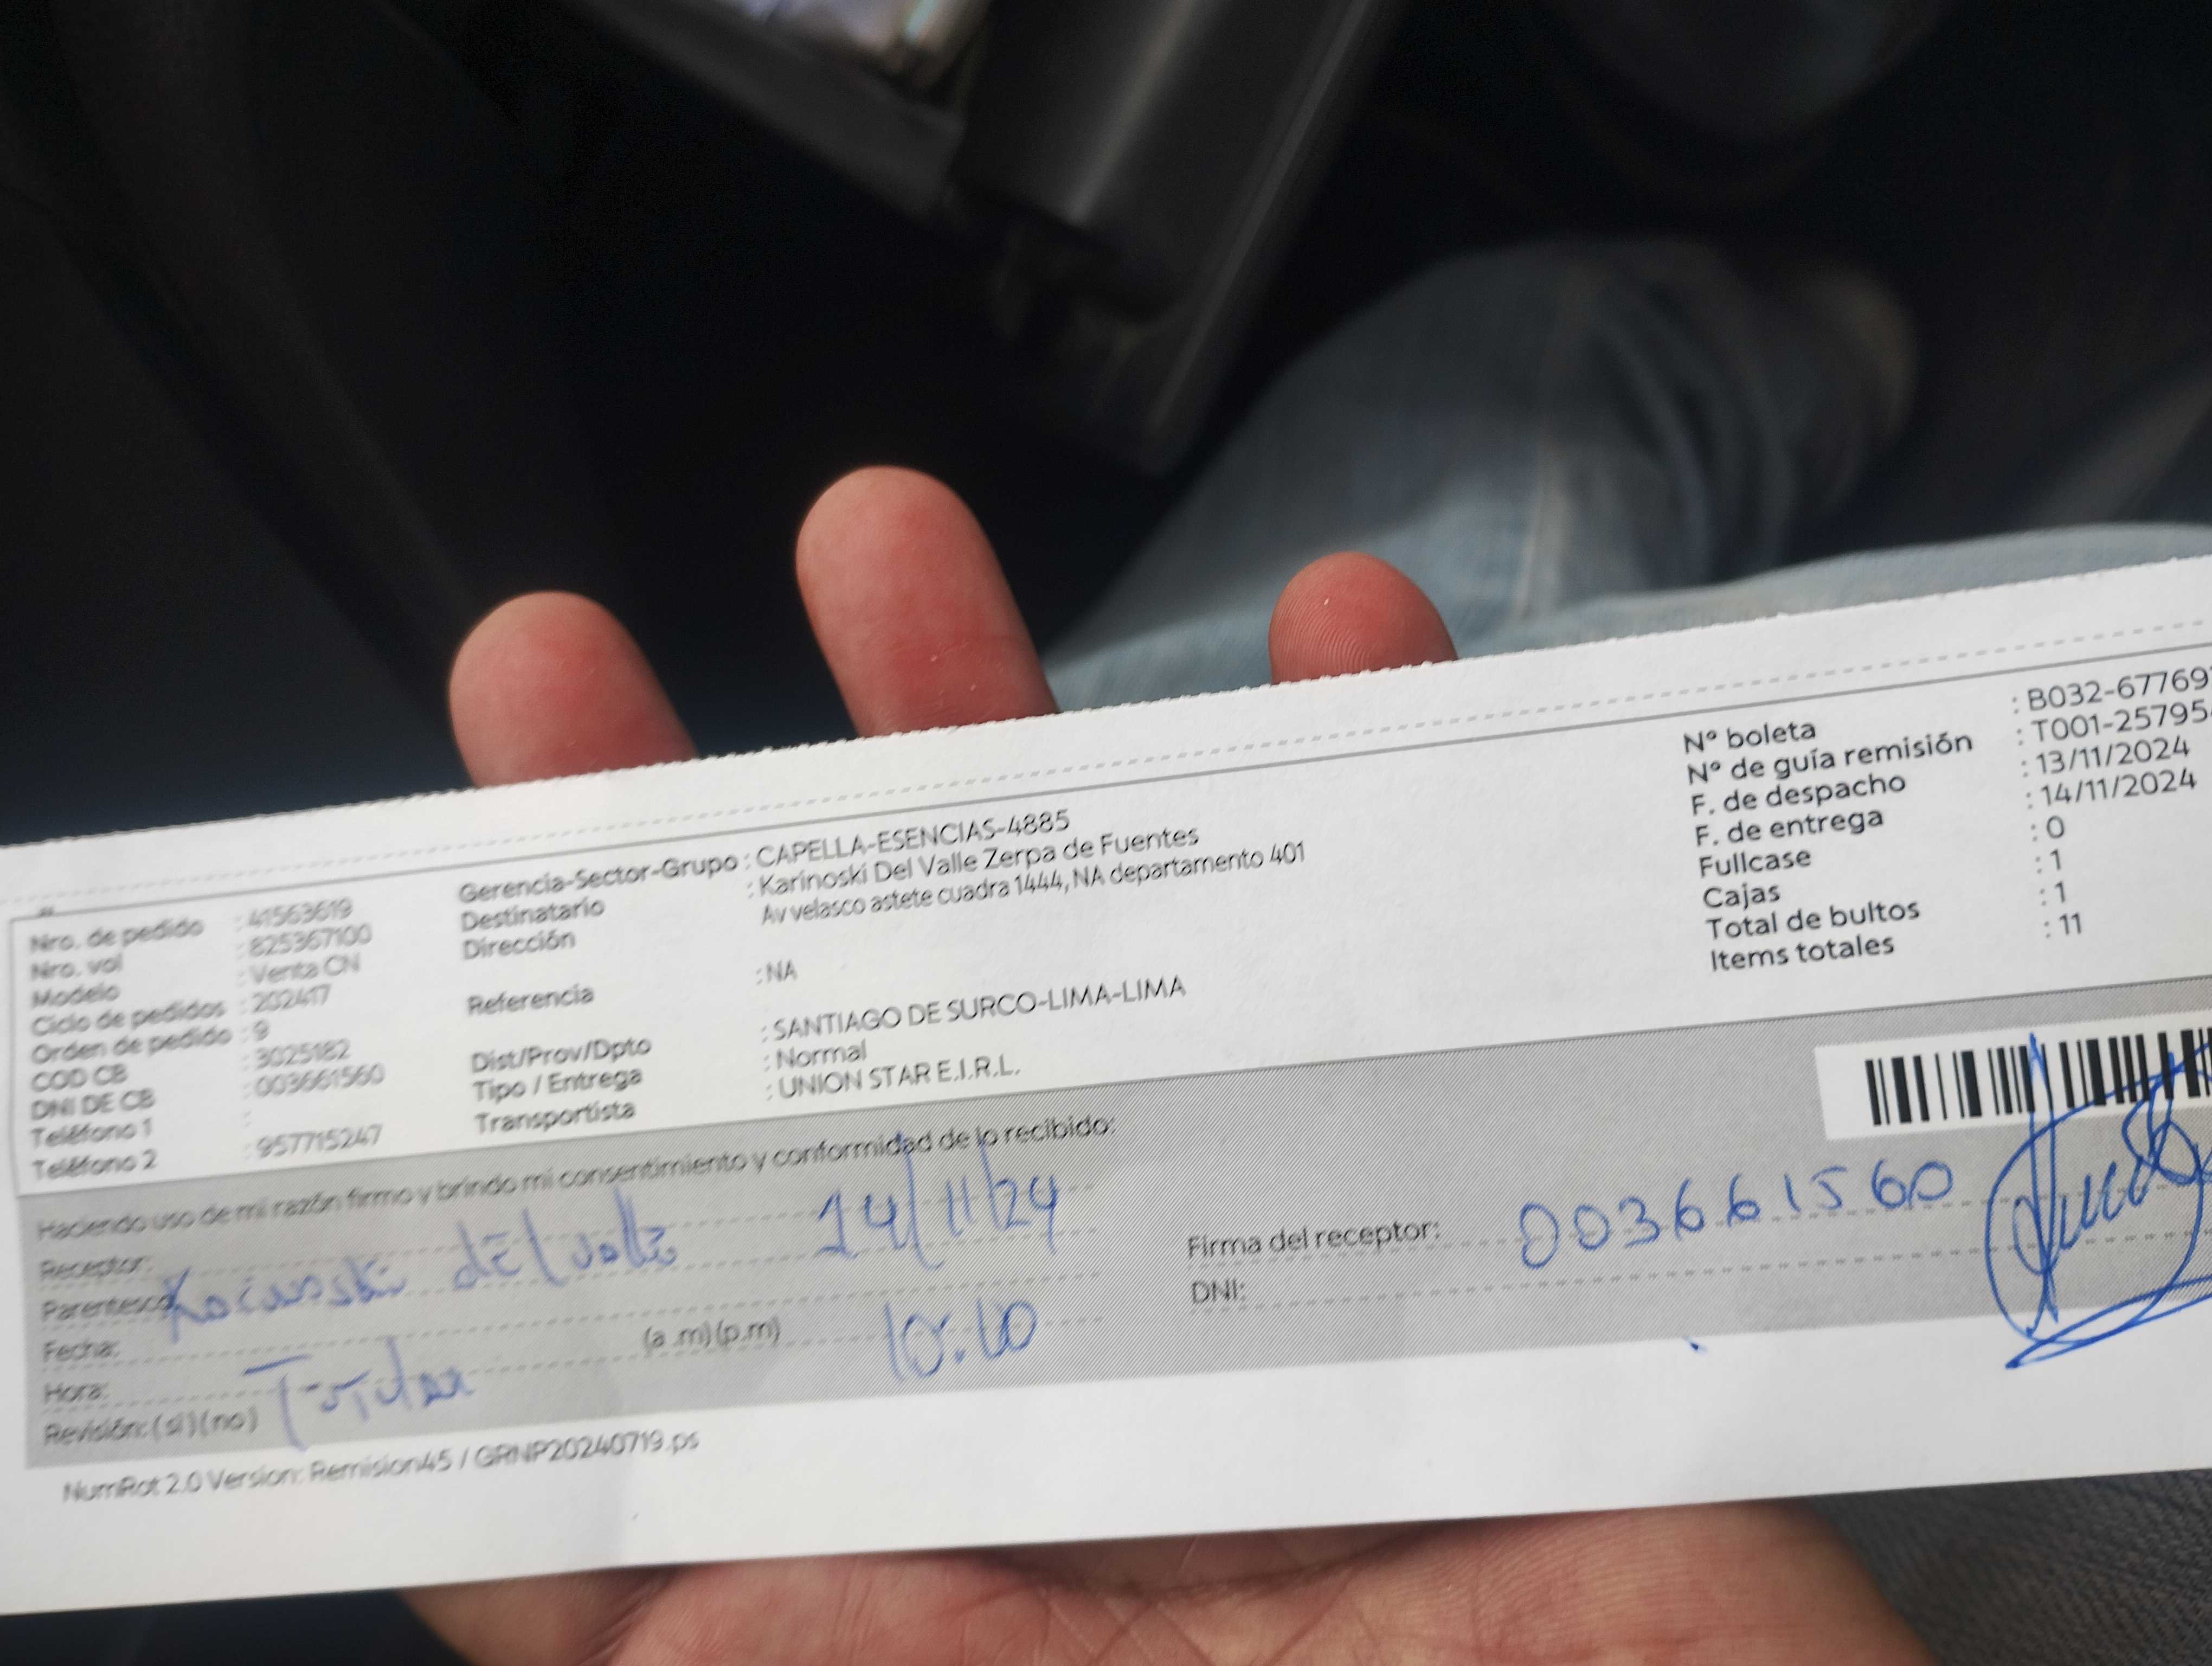 Nro. de pedido : 41563619
Nro. vol : 825367100
Modelo : Venta CN
Ciclo de pedidos : 202417
Orden de pedido : 9
COD CB : 3025182
DNI DE CB : 003661560
Teléfono 1 :
Teléfono 2 : 957715247
Gerencia-Sector-Grupo : CAPELLA-ESENCIAS-4885
Destinatario : Karinoski Del Valle Zerpa de Fuentes
Dirección Av velasco astete cuadra 1444, NA departamento 401
Referencia : NA
Dist/Prov/Dpto : SANTIAGO DE SURCO-LIMA-LIMA
Tipo / Entrega : Normal
Transportista : UNION STAR E.I.R.L.
N° boleta : B032-67769
N° de guía remisión : T001-25795
F. de despacho : 13/11/2024
F. de entrega : 14/11/2024
Fullcase : 0
Cajas : 1
Total de bultos : 1
Items totales : 11
Haciendo uso de mi razón firmo y brindo mi consentimiento y conformidad de lo recibido:
Receptor:
Parentesco: Karinoski del valle 14/11/24
Fecha:
Hora: (a .m) (p.m) 10:10
Revisión: (si) (no) Titular
Firma del receptor: 003661560
DNI:
NumRot 2.0 Version: Remision45 / GRNP20240719.ps